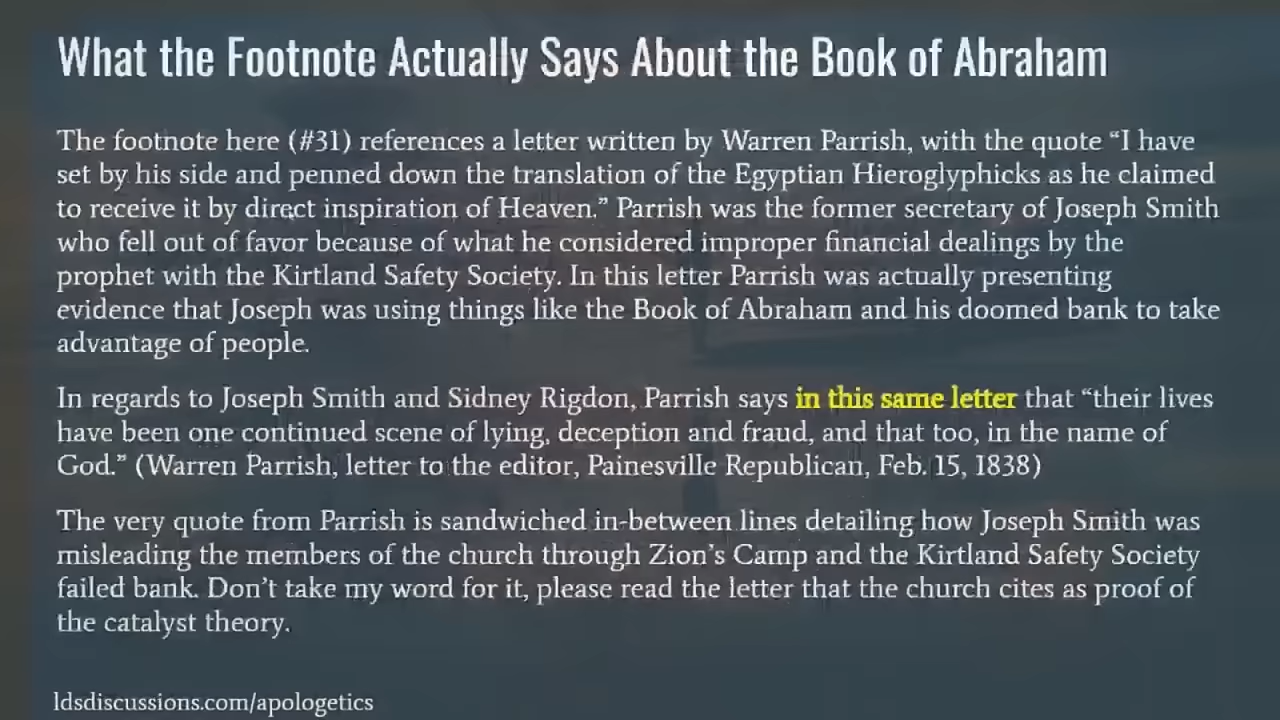 What the Footnote Actually Says About the Book of Abraham
The footnote here (#31) references a letter written by Warren Parrish, with the quote “I have
set by his side and penned down the translation of the Egyptian Hieroglyphicks as he claimed
to receive it by direct inspiration of Heaven.” Parrish was the former secretary of Joseph Smith
who fell out of favor because of what he considered improper financial dealings by the
prophet with the Kirtland Safety Society. In this letter Parrish was actually presenting
evidence that Joseph was using things like the Book of Abraham and his doomed bank to take
advantage of people.
In regards to Joseph Smith and Sidney Rigdon, Parrish says in this same letter that “their lives
have been one continued scene of lying, deception and fraud, and that too, in the name of
God.” (Warren Parrish, letter to the editor, Painesville Republican, Feb. 15, 1838)
The very quote from Parrish is sandwiched in-between lines detailing how Joseph Smith was
misleading the members of the church through Zion’s Camp and the Kirtland Safety Society
failed bank. Don’t take my word for it, please read the letter that the church cites as proof of
the catalyst theory.
ldsdiscussions.com/apologetics